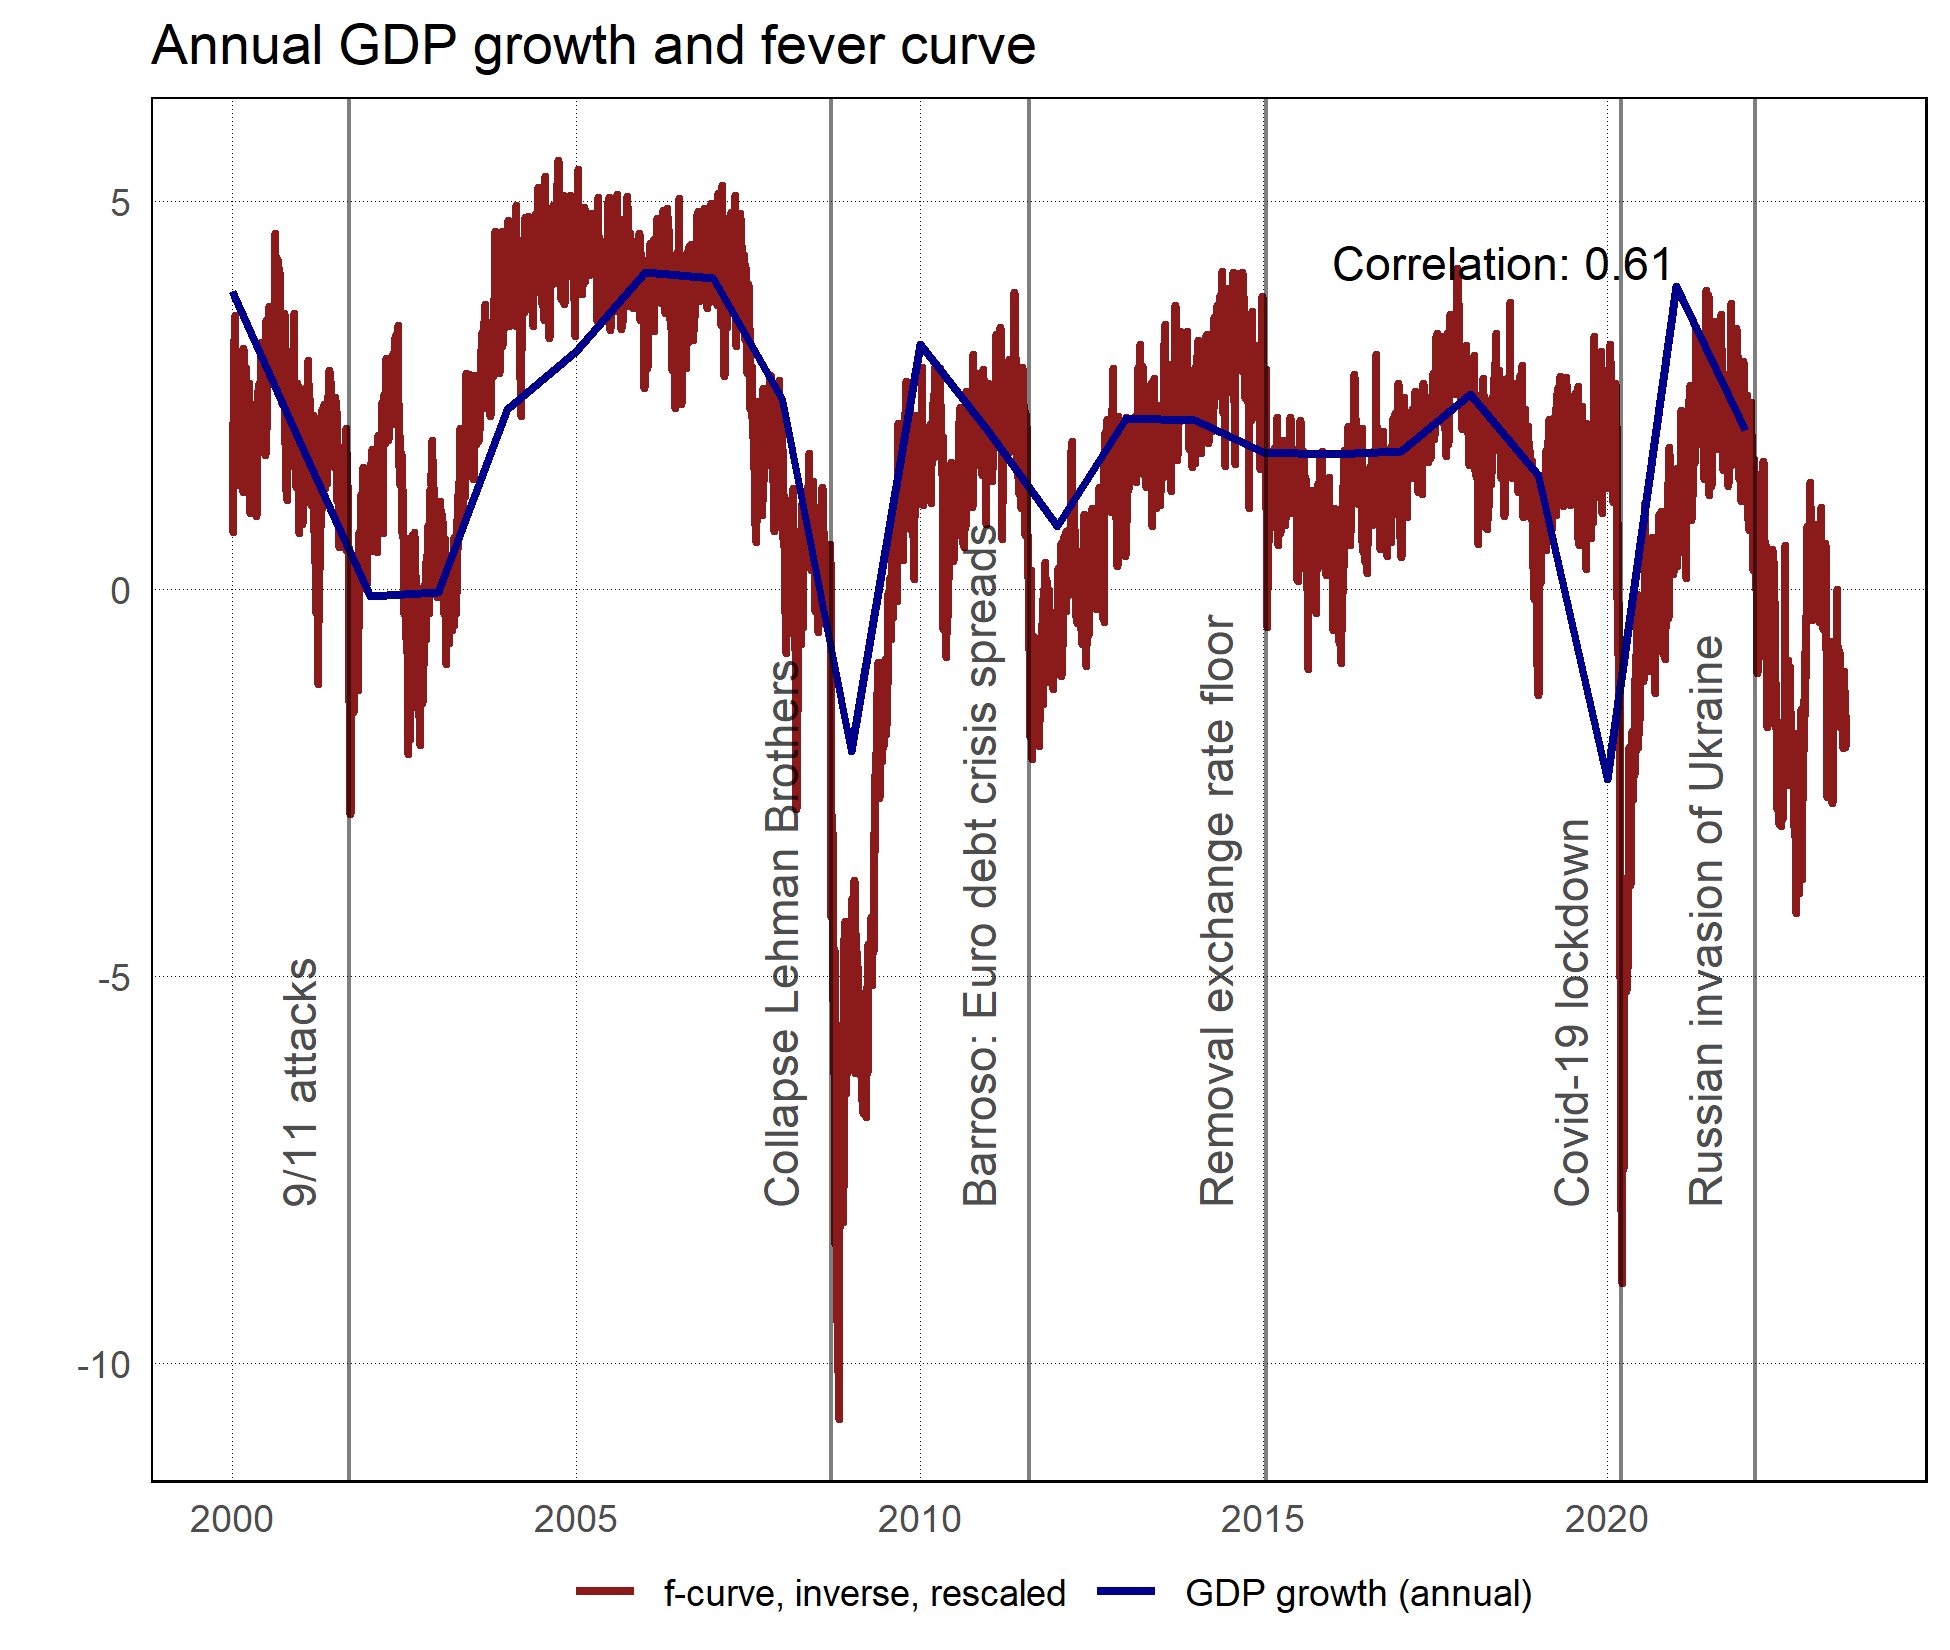 Annual GDP growth and fever curve
5
0
-5
-10
Correlation: 0.61
9/11 attacks
Collapse Lehman Brothers
Barroso: Euro debt crisis spreads
Removal exchange rate floor
Covid-19 lockdown
Russian invasion of Ukraine
2000
2005
2010
2015
2020
f-curve, inverse, rescaled
GDP growth (annual)